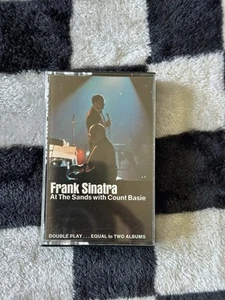 Frank Sinatra
At The Sands with Count Basie
DOUBLE PLAY... EQUAL to TWO ALBUMS